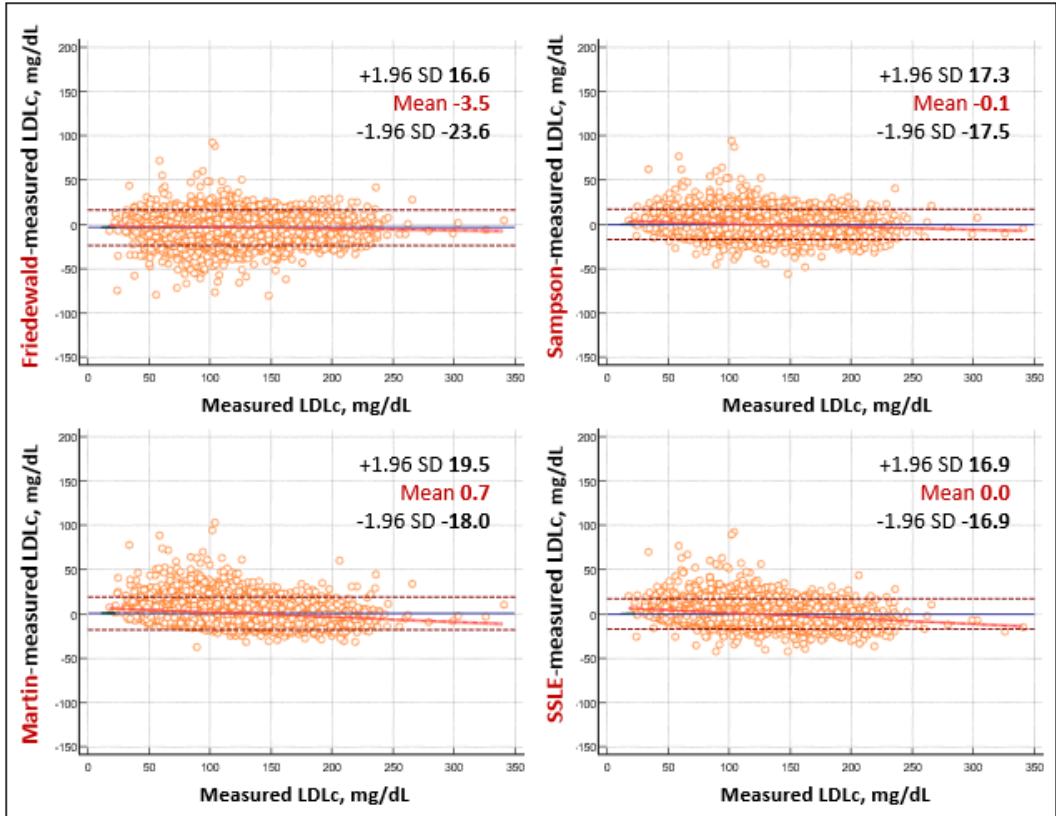 Friedewald-measured LDLc, mg/dL
200
150
100
50
0
-50
-100
-150
+1.96 SD 16.6
Mean -3.5
-1.96 SD -23.6
0 50 100 150 200 250 300 350
Measured LDLc, mg/dL
Sampson-measured LDLc, mg/dL
200
150
100
50
0
-50
-100
-150
+1.96 SD 17.3
Mean -0.1
-1.96 SD -17.5
0 50 100 150 200 250 300 350
Measured LDLc, mg/dL
Martin-measured LDLc, mg/dL
200
150
100
50
0
-50
-100
-150
+1.96 SD 19.5
Mean 0.7
-1.96 SD -18.0
0 50 100 150 200 250 300 350
Measured LDLc, mg/dL
SSLE-measured LDLc, mg/dL
200
150
100
50
0
-50
-100
-150
+1.96 SD 16.9
Mean 0.0
-1.96 SD -16.9
0 50 100 150 200 250 300 350
Measured LDLc, mg/dL